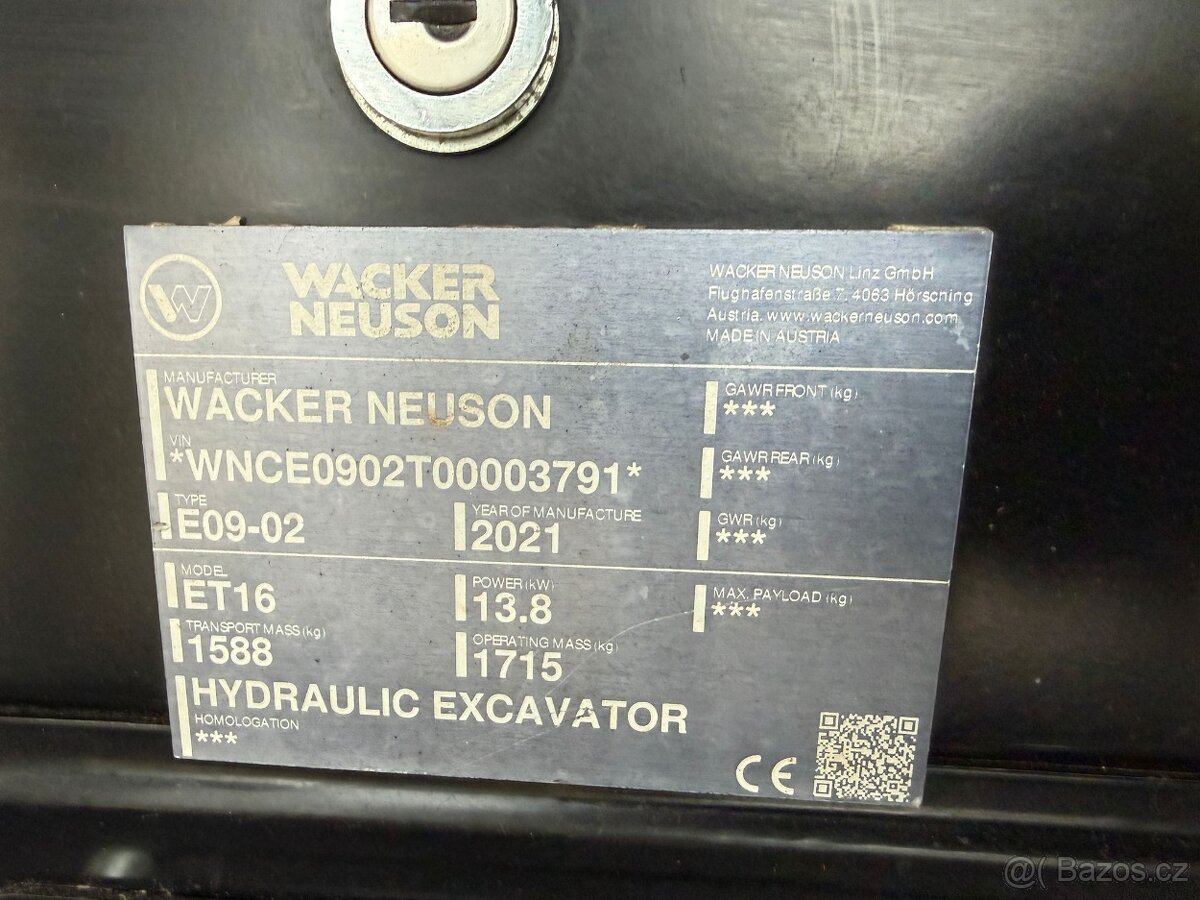 W
WACKER
NEUSON
WACKER NEUSON Linz GmbH
Flughafenstraße 7, 4063 Hörsching
Austria. www.wackerneuson.com
MADE IN AUSTRIA
MANUFACTURER
WACKER NEUSON
VIN
*WNCE0902T00003791*
TYPE
E09-02
YEAR OF MANUFACTURE
2021
GAWR FRONT (kg)
***
GAWR REAR (kg)
***
GWR (kg)
***
MODEL
ET16
POWER (kW)
13.8
MAX. PAYLOAD (kg)
***
TRANSPORT MASS (kg)
1588
OPERATING MASS (kg)
1715
HYDRAULIC EXCAVATOR
HOMOLOGATION
***
CE
@( Bazos.cz